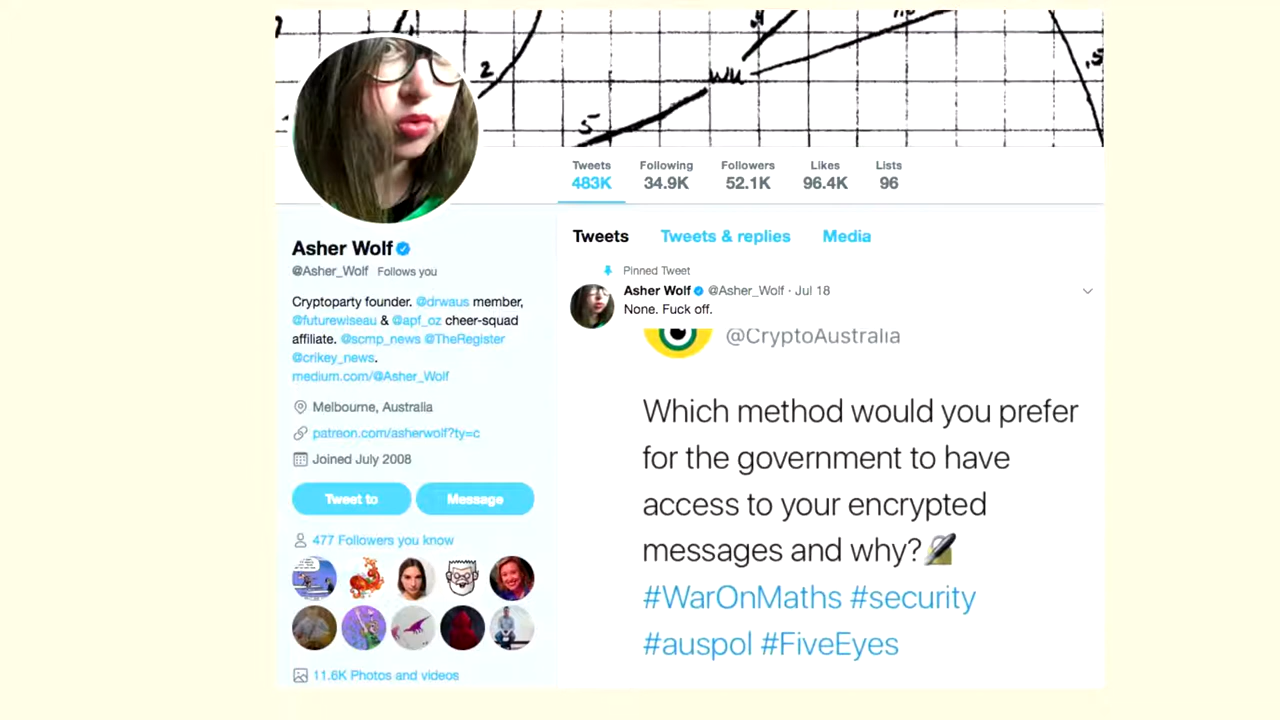 2
wu
5
.5
Tweets Following Followers Likes Lists
483K 34.9K 52.1K 96.4K 96
Asher Wolf
@Asher_Wolf Follows you
Cryptoparty founder. @drwaus member,
@futurewiseau & @apf_oz cheer-squad
affiliate. @scmp_news @TheRegister
@crikey_news.
medium.com/@Asher_Wolf
Melbourne, Australia
patreon.com/asherwolf?ty=c
Joined July 2008
Tweet to Message
477 Followers you know
11.6K Photos and videos
Tweets Tweets & replies Media
Pinned Tweet
Asher Wolf @Asher_Wolf · Jul 18
None. Fuck off.
@CryptoAustralia
Which method would you prefer
for the government to have
access to your encrypted
messages and why?
#WarOnMaths #security
#auspol #FiveEyes